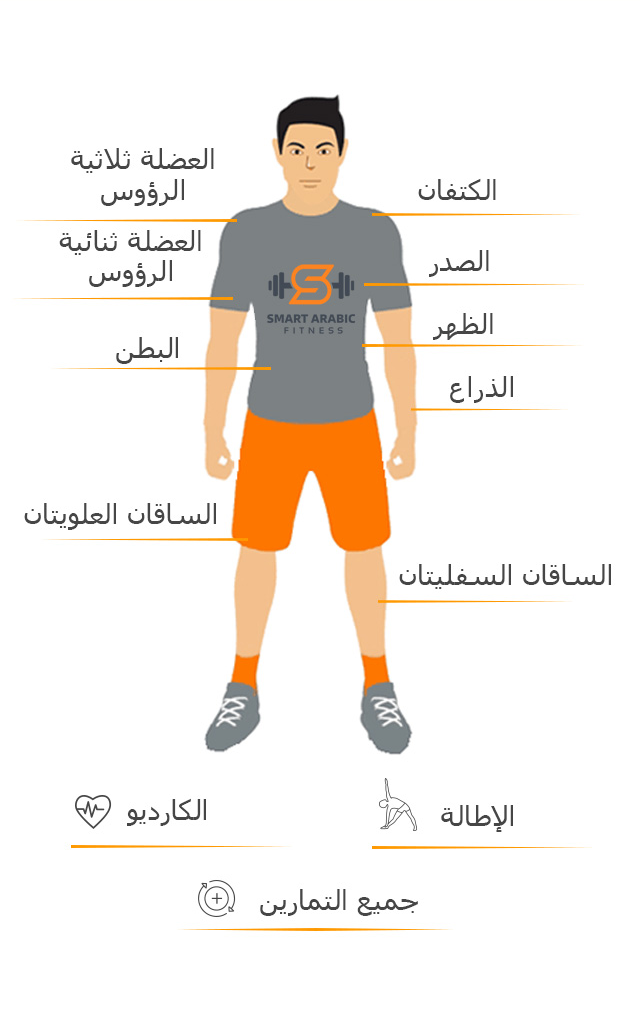 العضلة ثلاثية
الرؤوس
الكتفان
العضلة ثنائية
الرؤوس
الصدر
SMART ARABIC
FITNESS
الظهر
البطن
الذراع
الساقان العلويتان
الساقان السفليتان
الكارديو
الإطالة
جميع التمارين